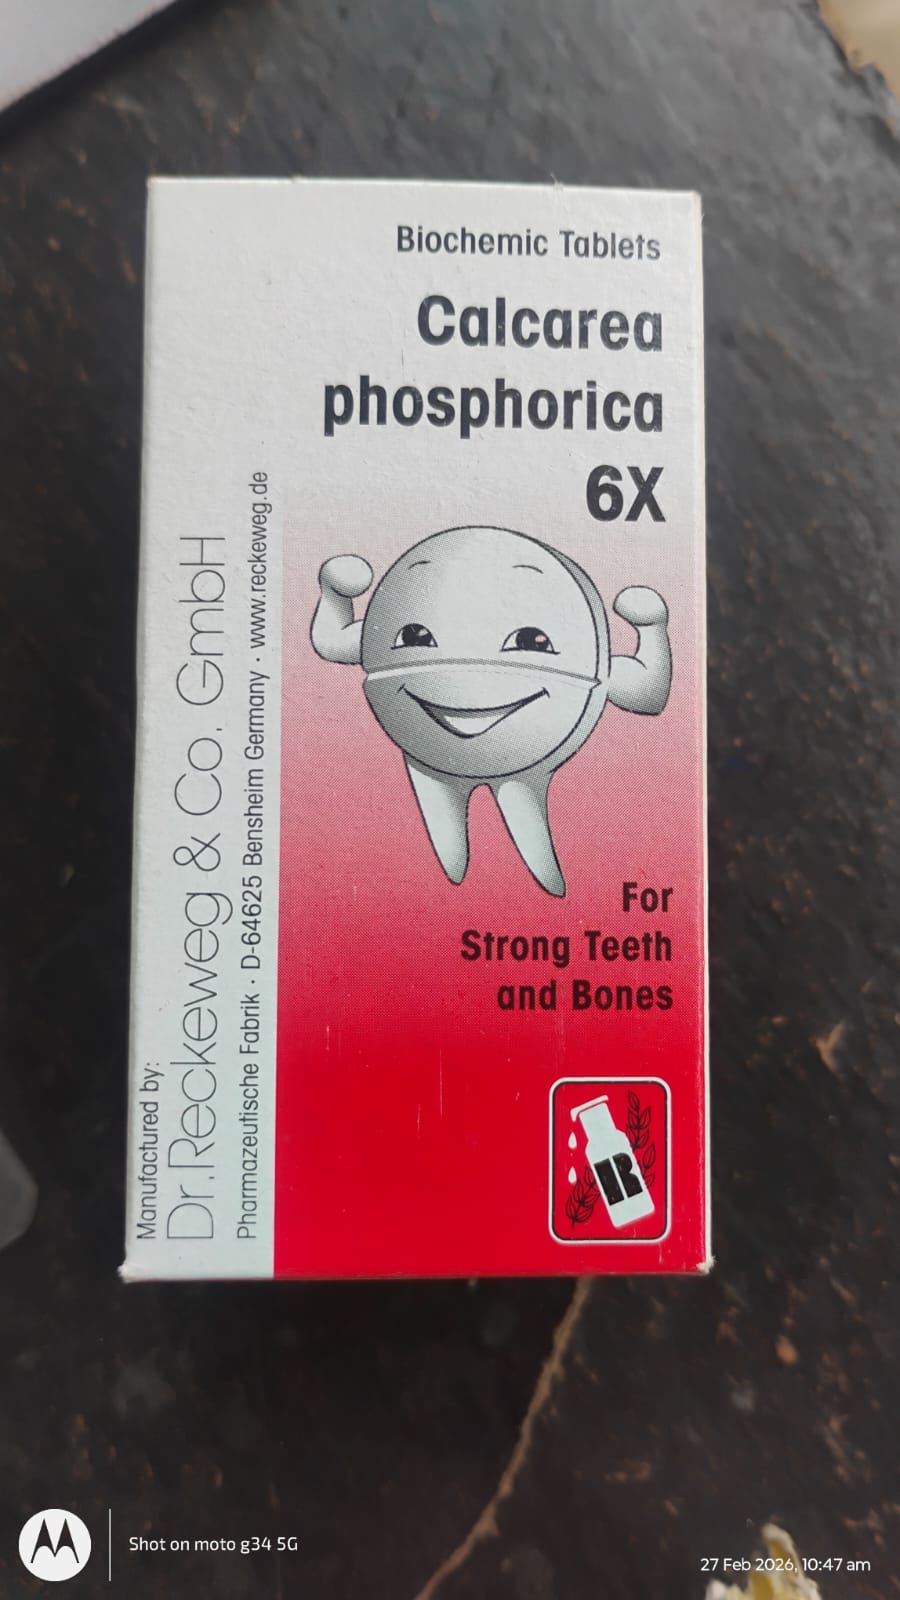 Biochemic Tablets
Calcarea
phosphorica
6X
For
Strong Teeth
and Bones
Manufactured by:
Dr.Reckeweg & Co. GmbH
Pharmazeutische Fabrik · D-64625 Bensheim Germany · www.reckeweg.de
R
Shot on moto g34 5G
27 Feb 2026, 10:47 am